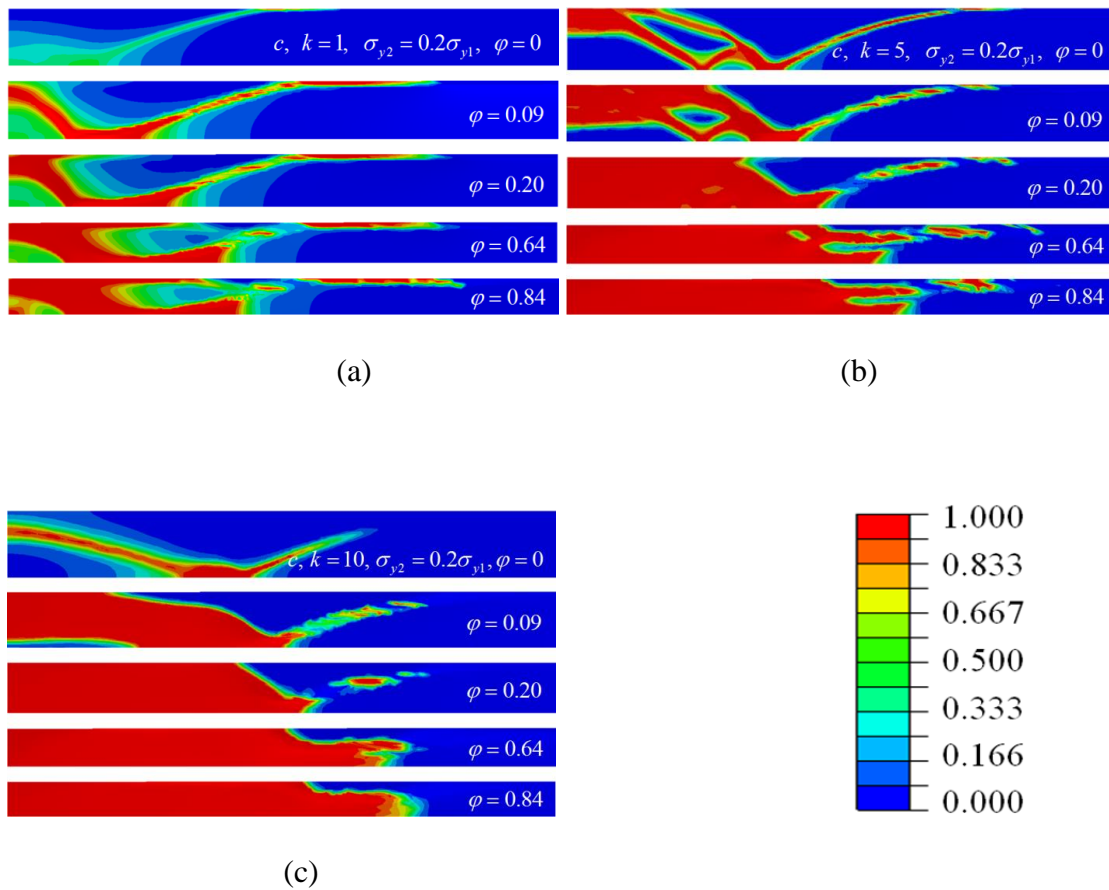 c, k = 1, σy2 = 0.2σy1, φ = 0
φ = 0.09
φ = 0.20
φ = 0.64
φ = 0.84
(a)
c, k = 5, σy2 = 0.2σy1, φ = 0
φ = 0.09
φ = 0.20
φ = 0.64
φ = 0.84
(b)
c, k = 10, σy2 = 0.2σy1, φ = 0
φ = 0.09
φ = 0.20
φ = 0.64
φ = 0.84
(c)
1.000
0.833
0.667
0.500
0.333
0.166
0.000